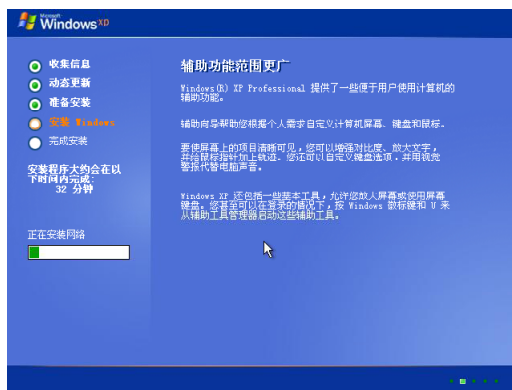 Microsoft
Windows XP
收集信息
动态更新
准备安装
安装 Windows
完成安装
安装程序大约会在以
下时间内完成:
32 分钟
正在安装网络
辅助功能范围更广
Windows(R) XP Professional 提供了一些便于用户使用计算机的
辅助功能。
辅助向导帮助您根据个人需求自定义计算机屏幕、键盘和鼠标。
要使屏幕上的项目清晰可见，您可以增强对比度、放大文字，
并给鼠标指针加上轨迹。您还可以自定义键盘选项，并用视觉
警报代替电脑声音。
Windows XP 还包括一些基本工具，允许您放大屏幕或使用屏幕
键盘。您甚至可以在登录的情况下，按 Windows 徽标键和 U 来
从辅助工具管理器启动这些辅助工具。